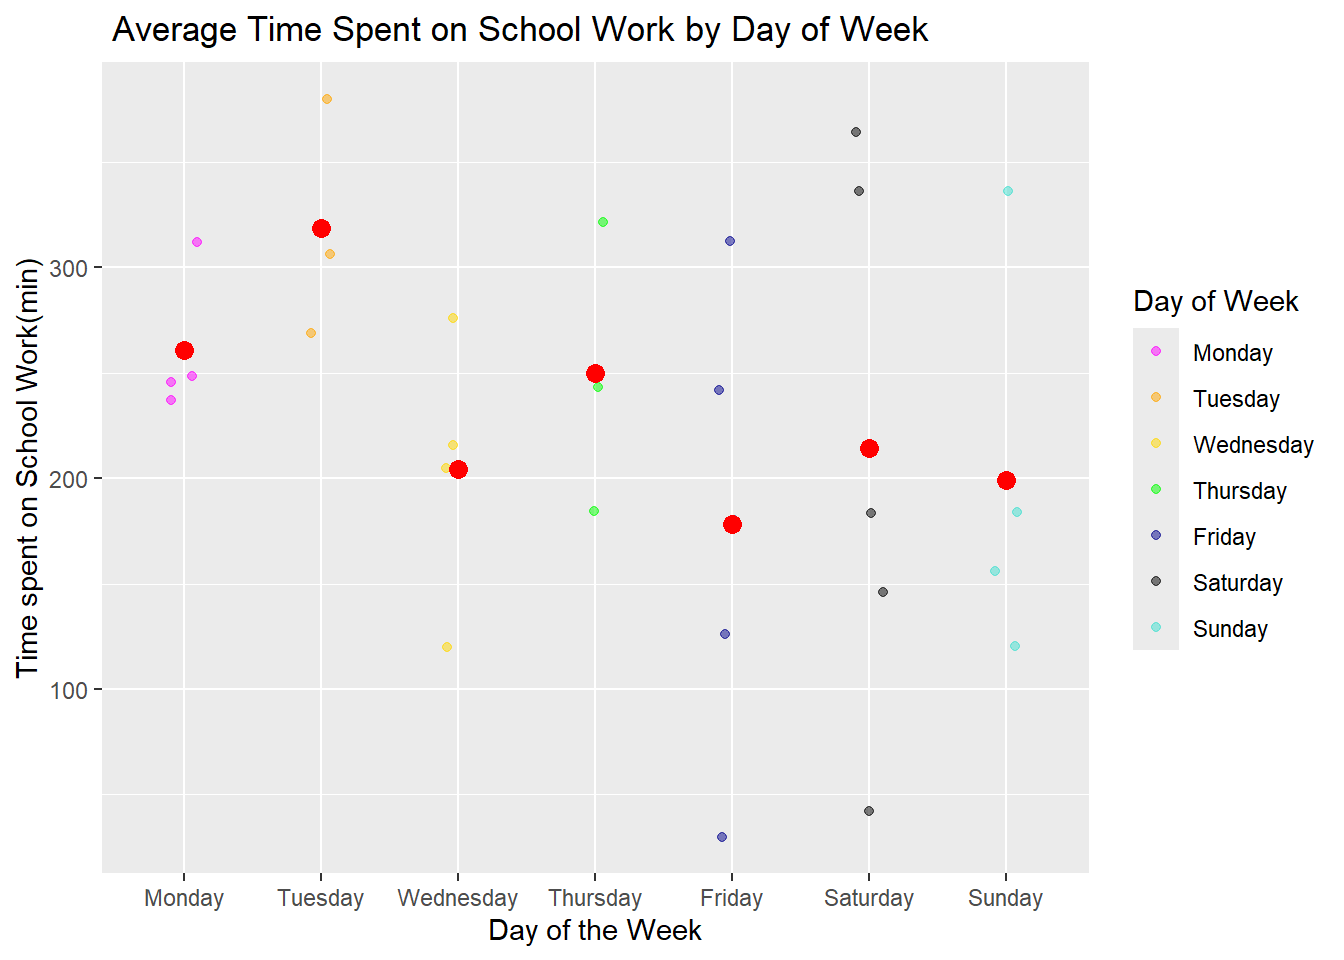 Average Time Spent on School Work by Day of Week
Time spent on School Work(min)
300
200
100
Monday
Tuesday
Wednesday
Thursday
Friday
Saturday
Sunday
Day of the Week
Day of Week
Monday
Tuesday
Wednesday
Thursday
Friday
Saturday
Sunday